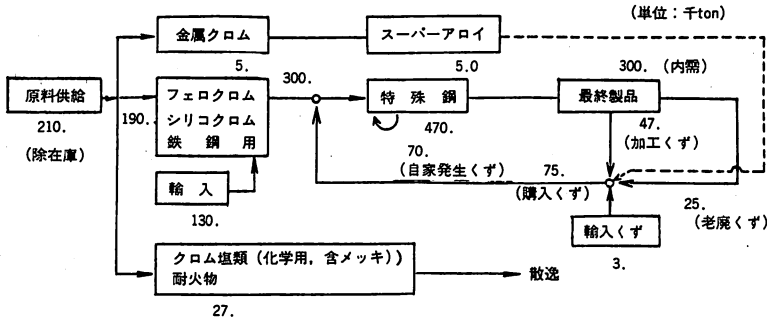 (単位：千ton)
金属クロム
スーパーアロイ
5.
5.0
300.
300. (内需)
原料供給
フェロクロム
シリコクロム
鉄 鋼 用
特 殊 鋼
最終製品
210.
(除在庫)
190.
470.
47.
(加工くず)
70.
(自家発生くず)
75.
(購入くず)
輸 入
130.
25.
(老廃くず)
輸入くず
3.
クロム塩類 (化学用, 含メッキ))
耐火物
散逸
27.